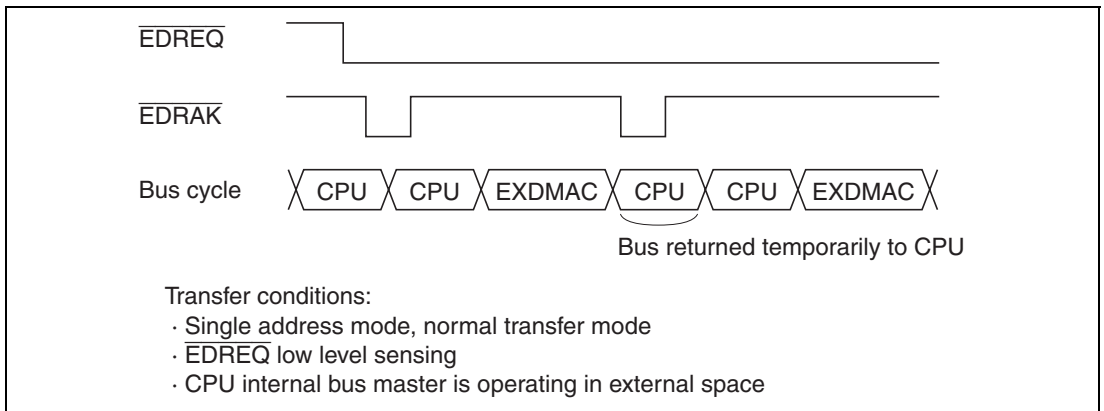 EDREQ
EDRAK
Bus cycle CPU CPU EXDMAC CPU CPU EXDMAC
Bus returned temporarily to CPU
Transfer conditions:
· Single address mode, normal transfer mode
· EDREQ low level sensing
· CPU internal bus master is operating in external space